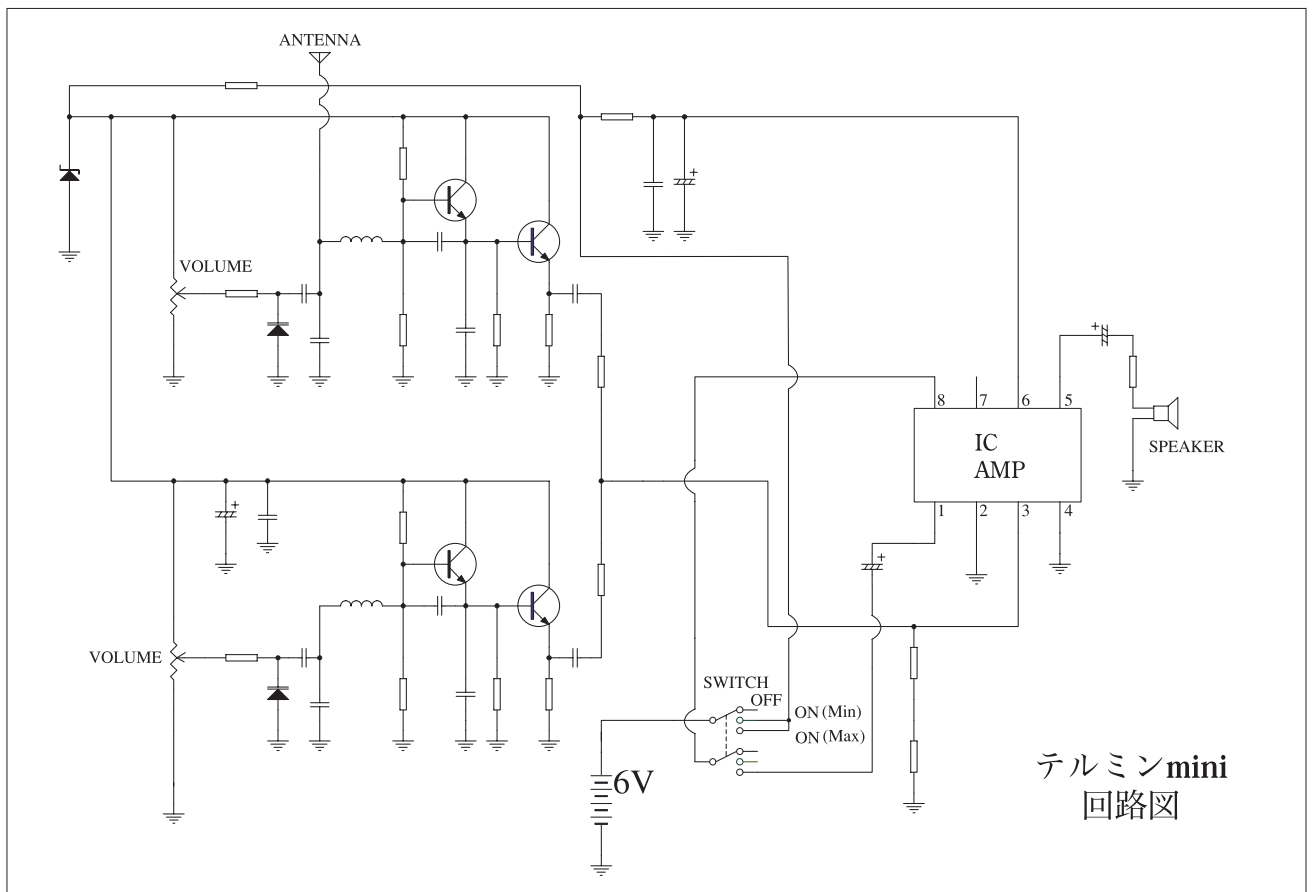 ANTENNA
VOLUME
+
+
8 7 6 5
IC
AMP
SPEAKER
1 2 3 4
+
+
VOLUME
SWITCH
OFF
ON (Min)
ON (Max)
6V
テルミンmini
回路図